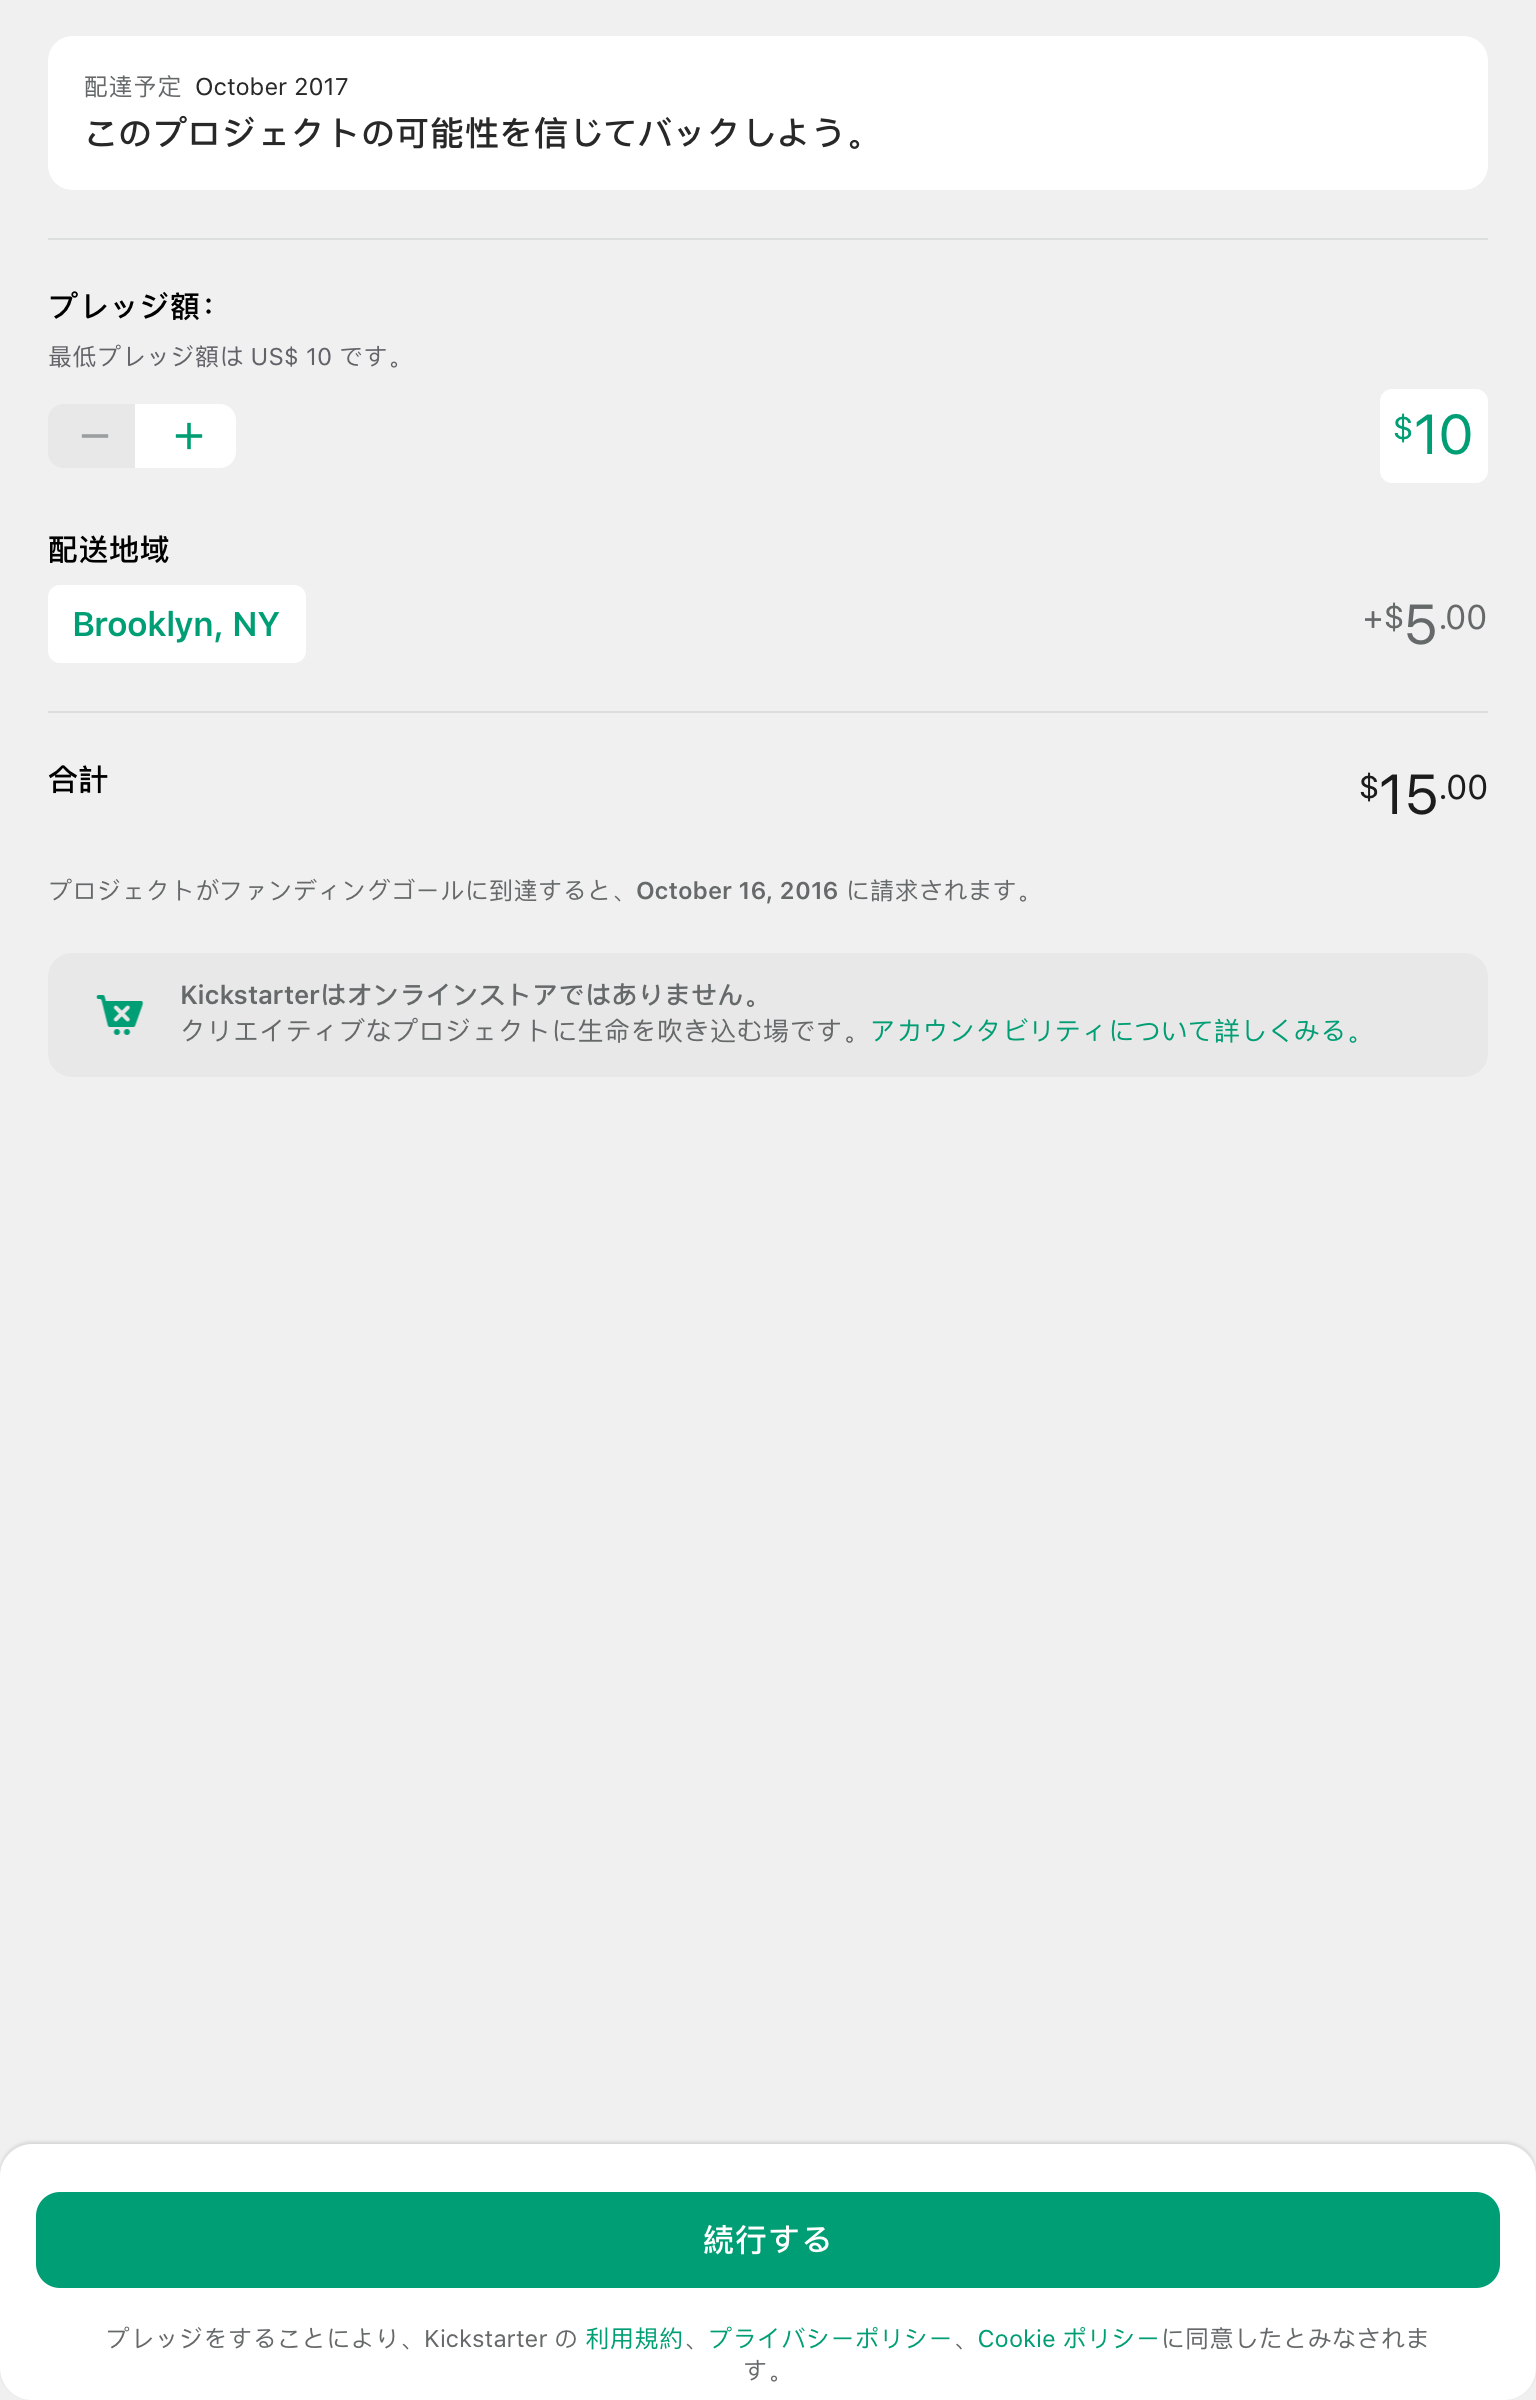 配達予定 October 2017
このプロジェクトの可能性を信じてバックしよう。
プレッジ額：
最低プレッジ額は US$ 10 です。
$10
配送地域
Brooklyn, NY
+$5.00
合計
$15.00
プロジェクトがファンディングゴールに到達すると、October 16, 2016 に請求されます。
Kickstarterはオンラインストアではありません。
クリエイティブなプロジェクトに生命を吹き込む場です。アカウンタビリティについて詳しくみる。
続行する
プレッジをすることにより、Kickstarter の 利用規約、プライバシーポリシー、Cookie ポリシーに同意したとみなされま
す。